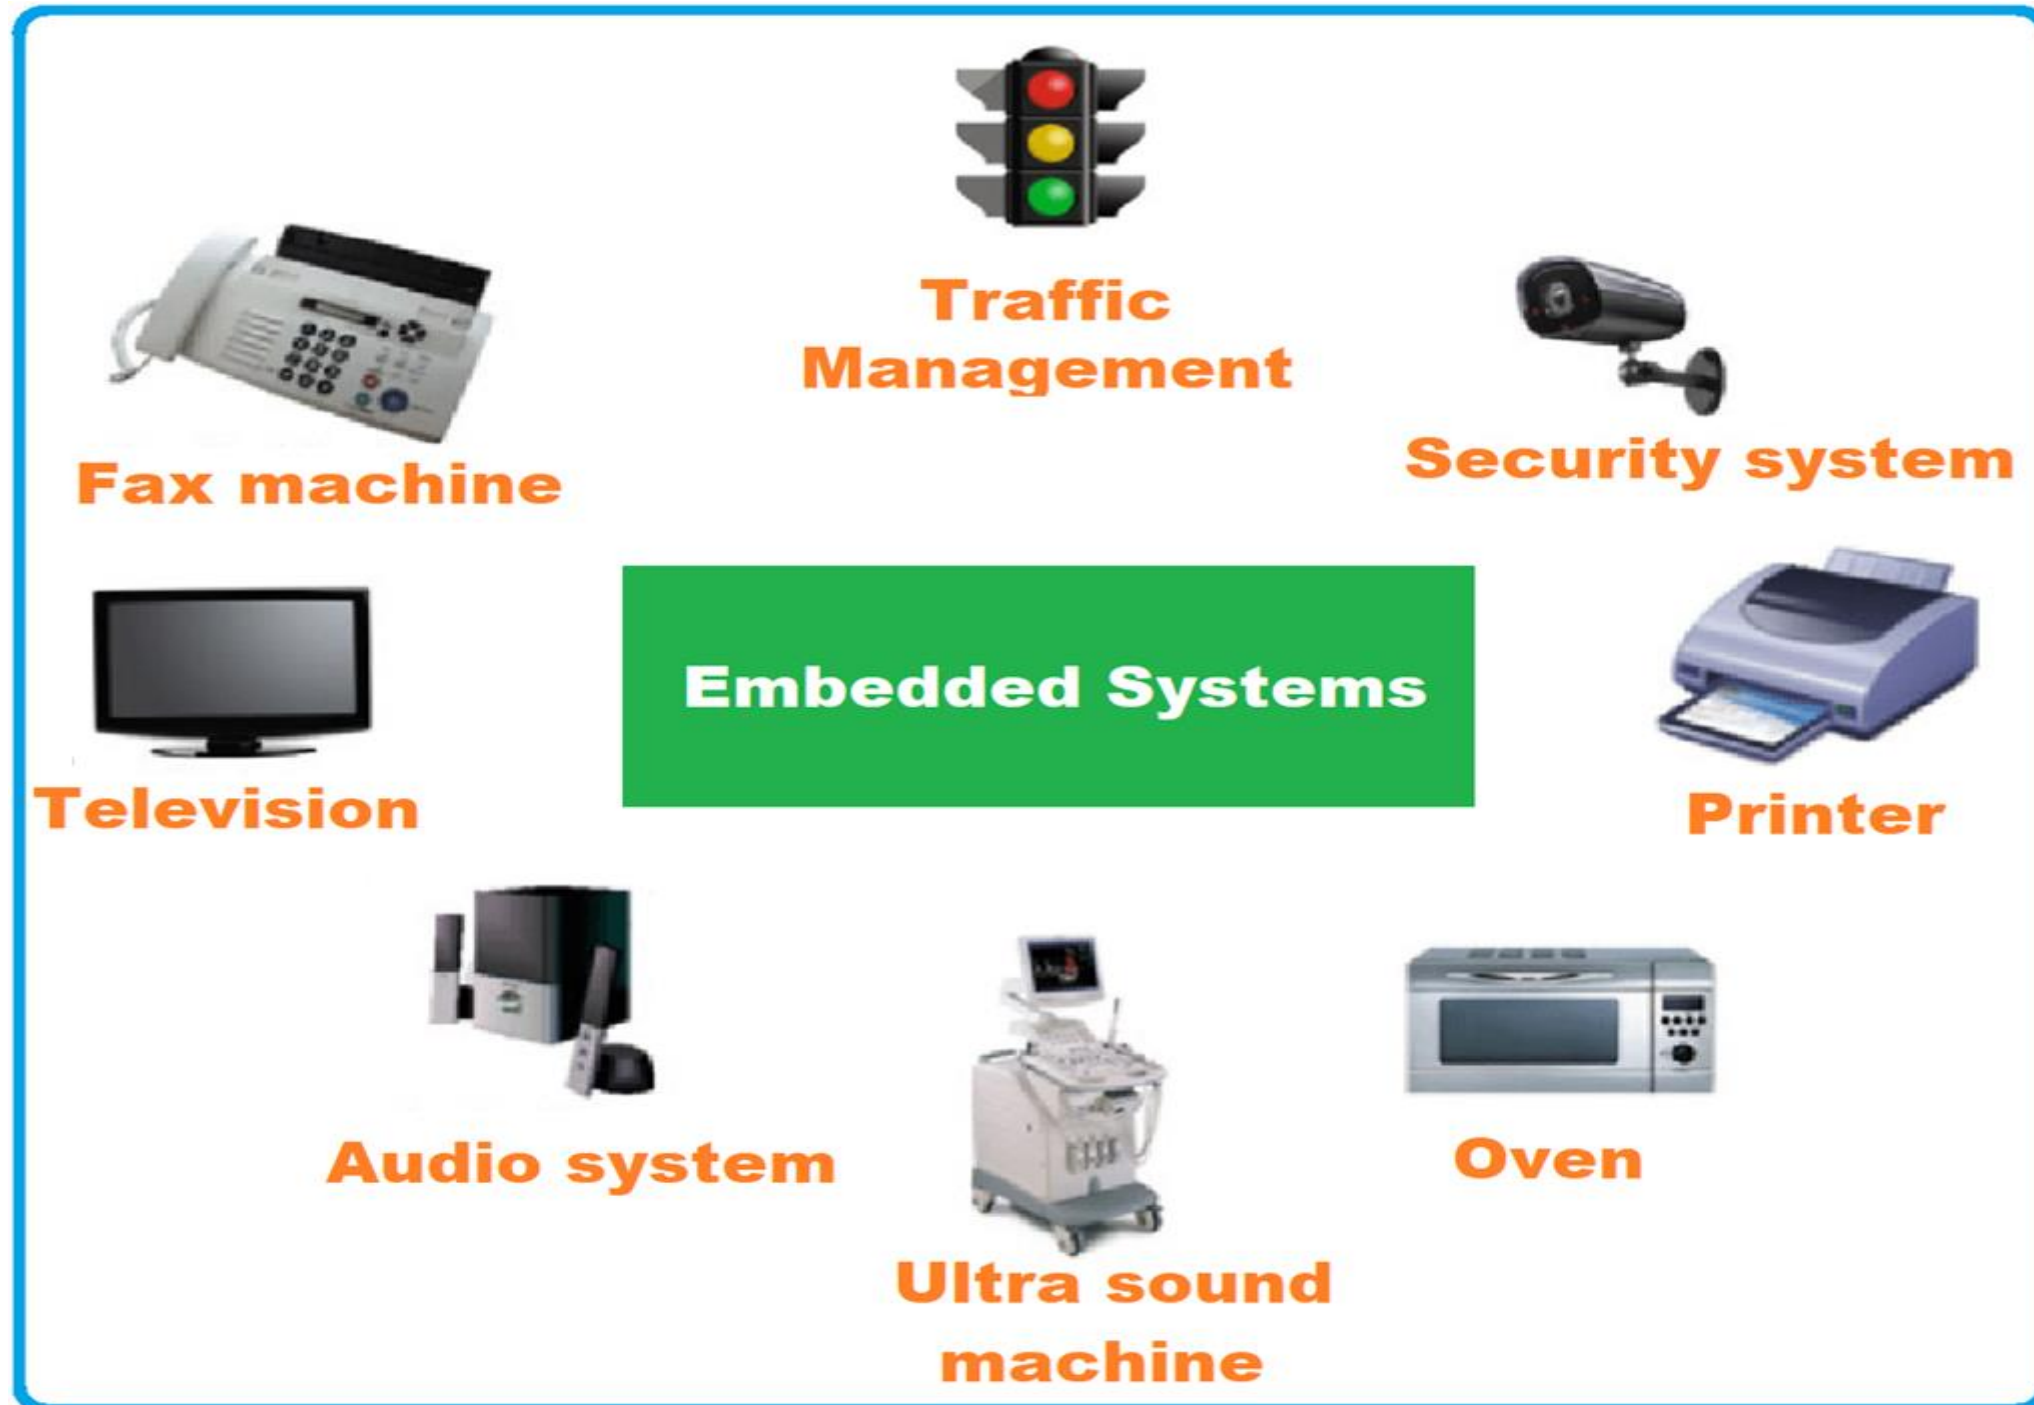 Traffic
Management
Fax machine
Security system
Embedded Systems
Television
Printer
Audio system
Oven
Ultra sound
machine